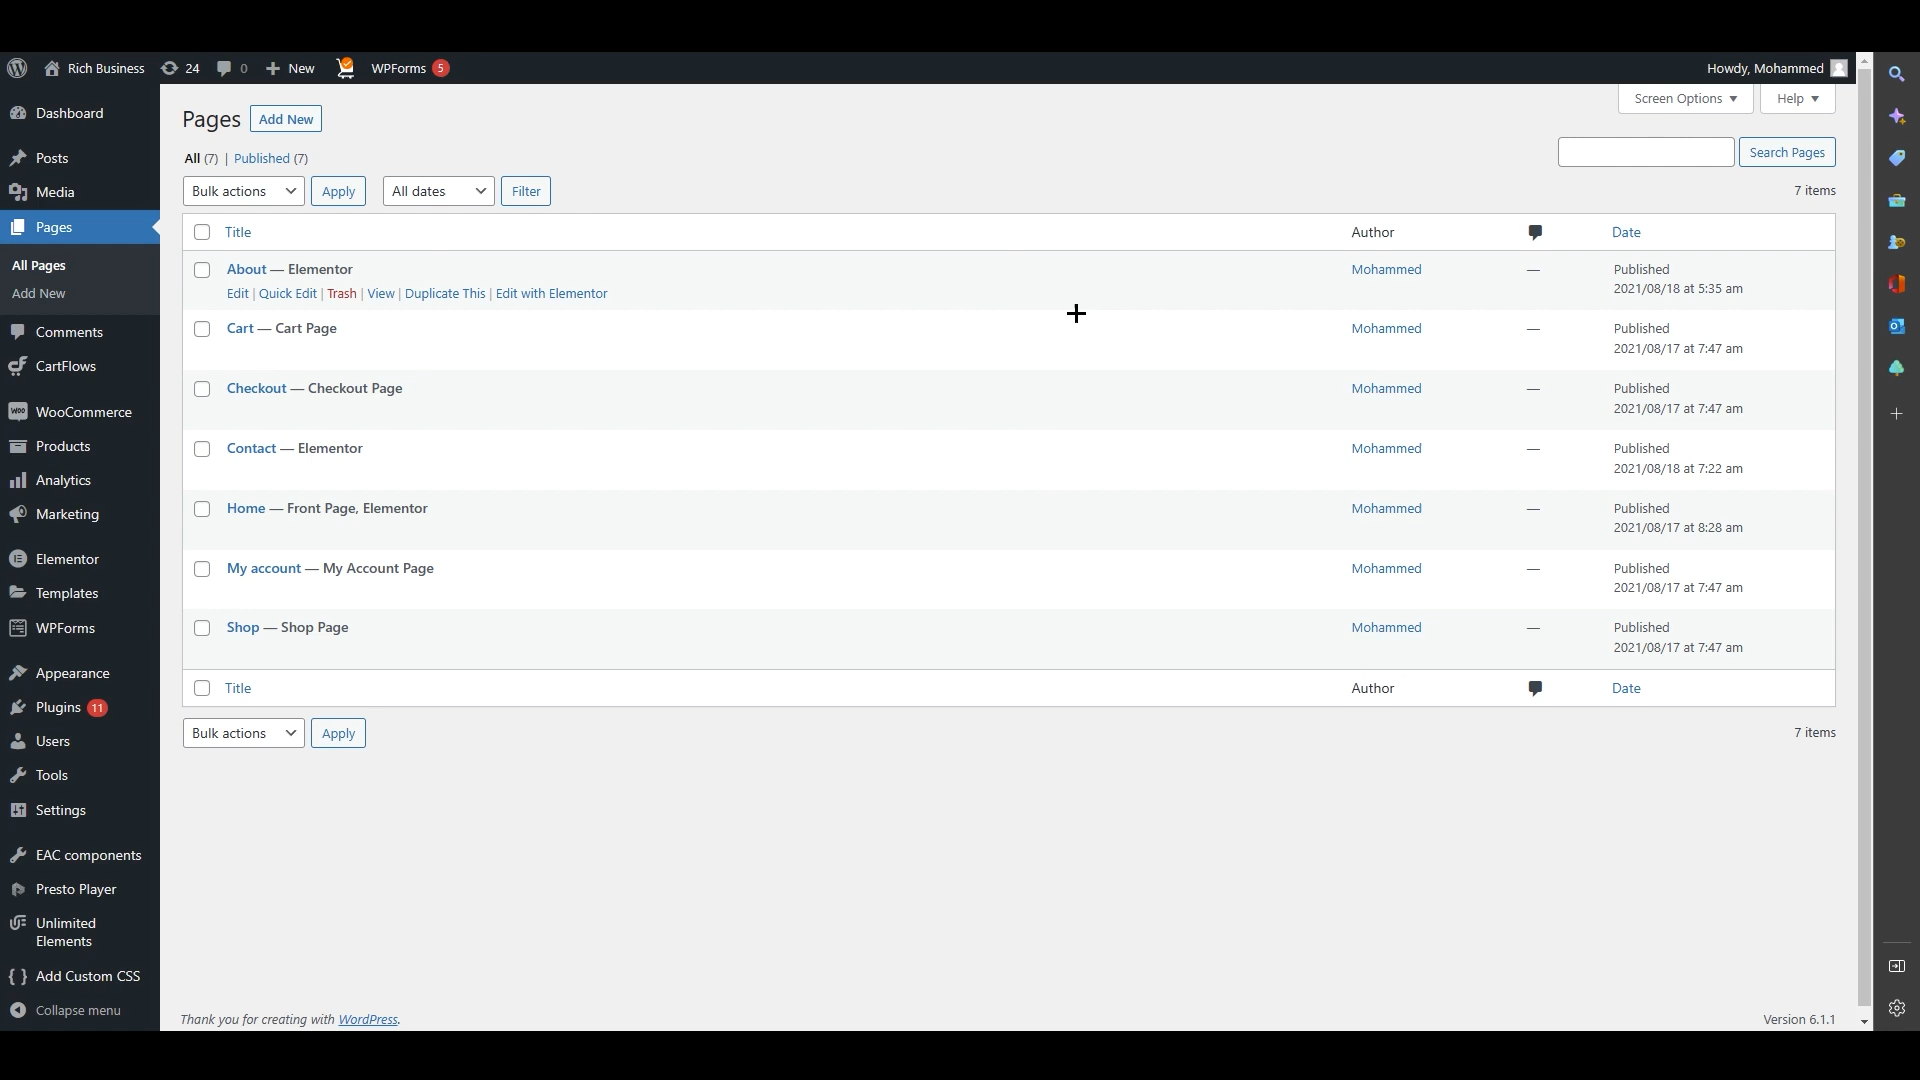 Rich Business 24 0 New WPForms 5 Howdy, Mohammed
Dashboard
Posts
Media
Pages
All Pages
Add New
Comments
CartFlows
WooCommerce
Products
Analytics
Marketing
Elementor
Templates
WPForms
Appearance
Plugins 11
Users
Tools
Settings
EAC components
Presto Player
Unlimited
Elements
Add Custom CSS
Collapse menu
Screen Options Help
Pages Add New
Search Pages
All (7) | Published (7)
Bulk actions Apply All dates Filter 7 items
Title Author Date
About — Elementor Mohammed — Published
2021/08/18 at 5:35 am
Edit | Quick Edit | Trash | View | Duplicate This | Edit with Elementor
Cart — Cart Page Mohammed — Published
2021/08/17 at 7:47 am
Checkout — Checkout Page Mohammed — Published
2021/08/17 at 7:47 am
Contact — Elementor Mohammed — Published
2021/08/18 at 7:22 am
Home — Front Page, Elementor Mohammed — Published
2021/08/17 at 8:28 am
My account — My Account Page Mohammed — Published
2021/08/17 at 7:47 am
Shop — Shop Page Mohammed — Published
2021/08/17 at 7:47 am
Title Author Date
Bulk actions Apply 7 items
Thank you for creating with WordPress. Version 6.1.1